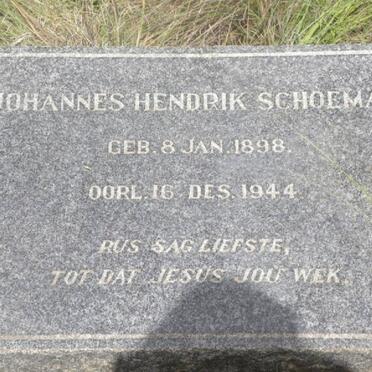 JOHANNES HENDRIK SCHOEMA
GEB. 8 JAN. 1898.
OORL. 16 DES. 1944
RUS SAG LIEFSTE,
TOT DAT JESUS JOU WEK.